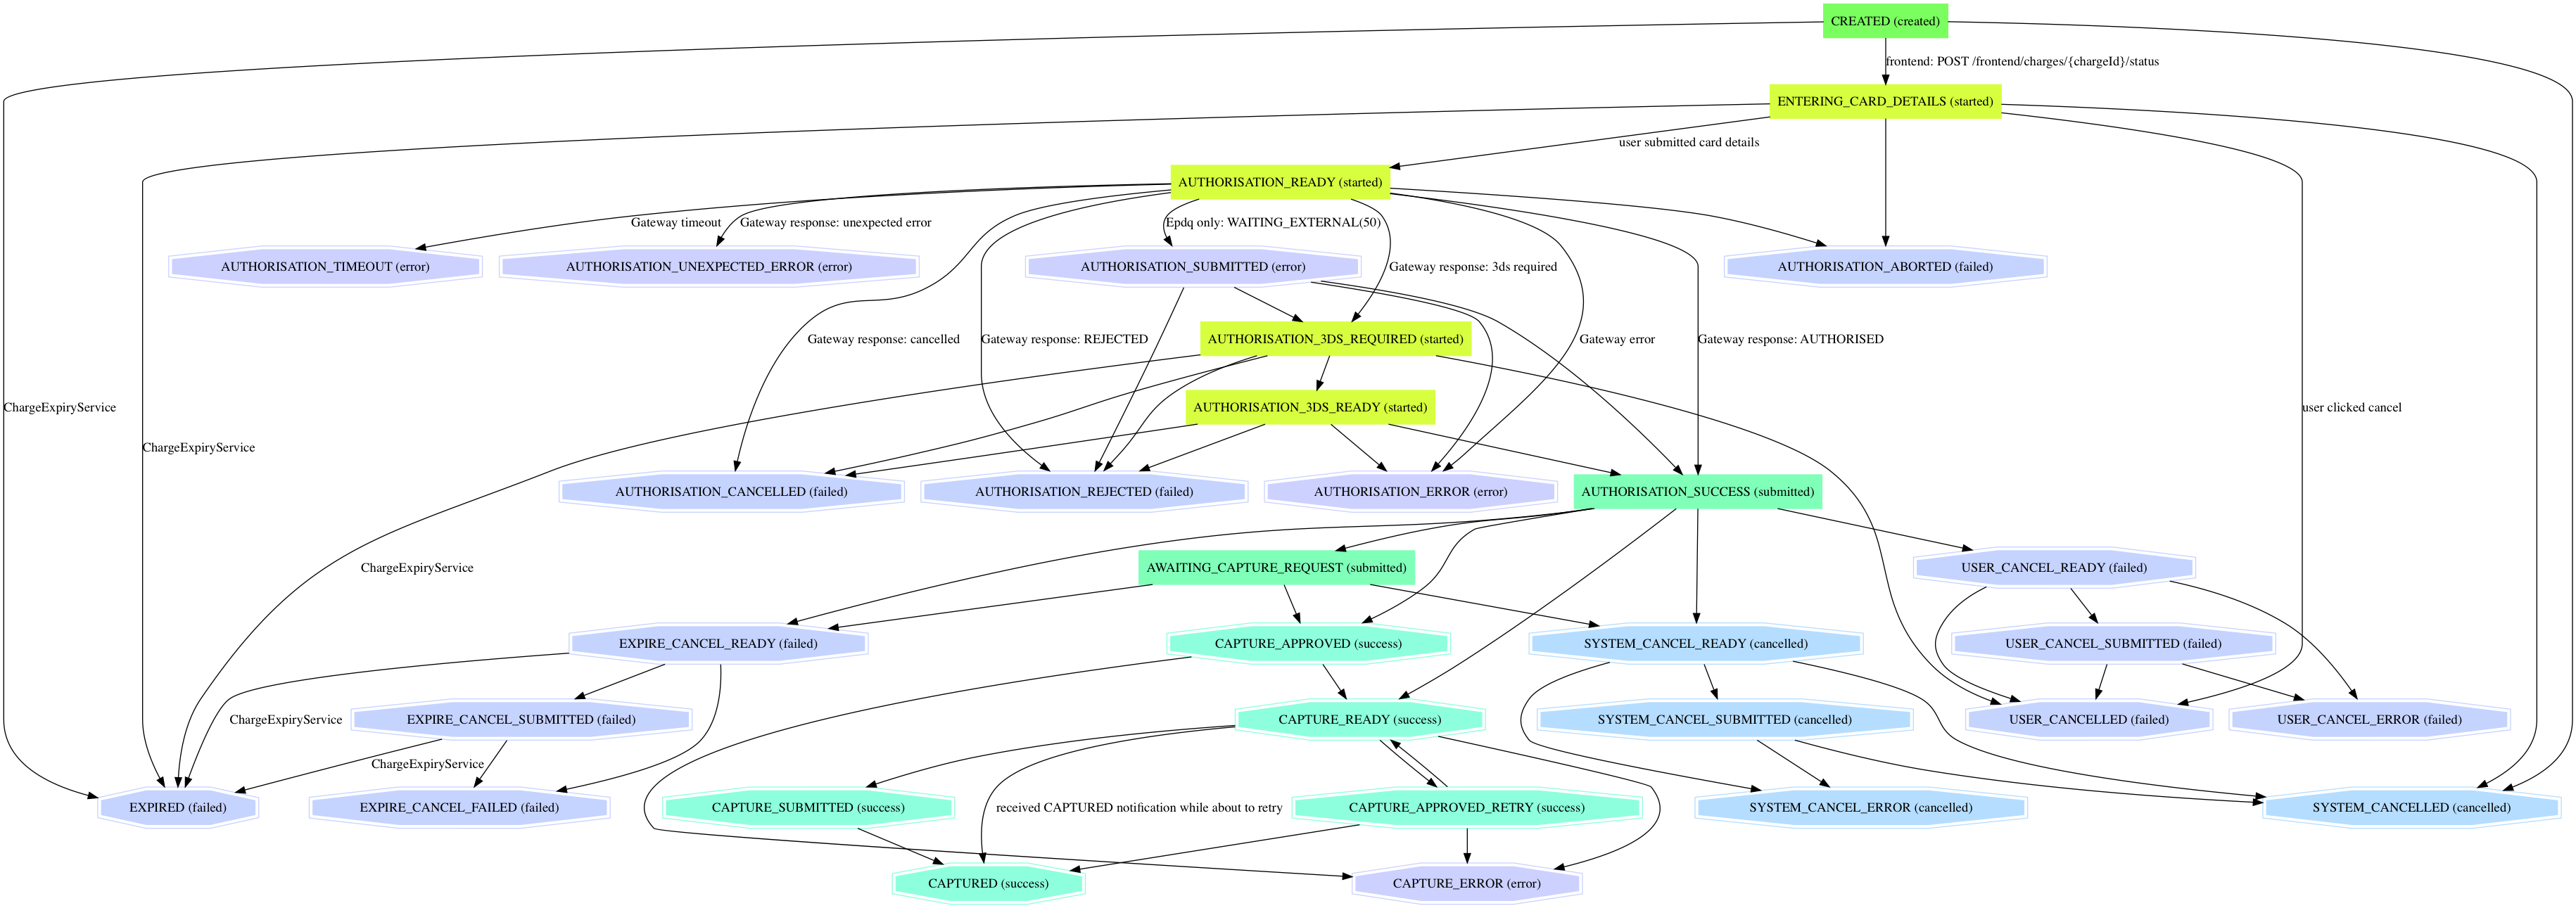 CREATED (created)
frontend: POST /frontend/charges/{chargeId}/status
ENTERING_CARD_DETAILS (started)
user submitted card details
AUTHORISATION_READY (started)
Gateway timeout
Gateway response: unexpected error
Epdq only: WAITING_EXTERNAL(50)
AUTHORISATION_TIMEOUT (error)
AUTHORISATION_UNEXPECTED_ERROR (error)
AUTHORISATION_SUBMITTED (error)
Gateway response: 3ds required
AUTHORISATION_ABORTED (failed)
Gateway response: cancelled
Gateway response: REJECTED
AUTHORISATION_3DS_REQUIRED (started)
Gateway error
Gateway response: AUTHORISED
ChargeExpiryService
AUTHORISATION_3DS_READY (started)
user clicked cancel
ChargeExpiryService
AUTHORISATION_CANCELLED (failed)
AUTHORISATION_REJECTED (failed)
AUTHORISATION_ERROR (error)
AUTHORISATION_SUCCESS (submitted)
ChargeExpiryService
AWAITING_CAPTURE_REQUEST (submitted)
USER_CANCEL_READY (failed)
EXPIRE_CANCEL_READY (failed)
CAPTURE_APPROVED (success)
SYSTEM_CANCEL_READY (cancelled)
USER_CANCEL_SUBMITTED (failed)
ChargeExpiryService
EXPIRE_CANCEL_SUBMITTED (failed)
CAPTURE_READY (success)
SYSTEM_CANCEL_SUBMITTED (cancelled)
USER_CANCELLED (failed)
USER_CANCEL_ERROR (failed)
ChargeExpiryService
EXPIRED (failed)
EXPIRE_CANCEL_FAILED (failed)
CAPTURE_SUBMITTED (success)
received CAPTURED notification while about to retry
CAPTURE_APPROVED_RETRY (success)
SYSTEM_CANCEL_ERROR (cancelled)
SYSTEM_CANCELLED (cancelled)
CAPTURED (success)
CAPTURE_ERROR (error)